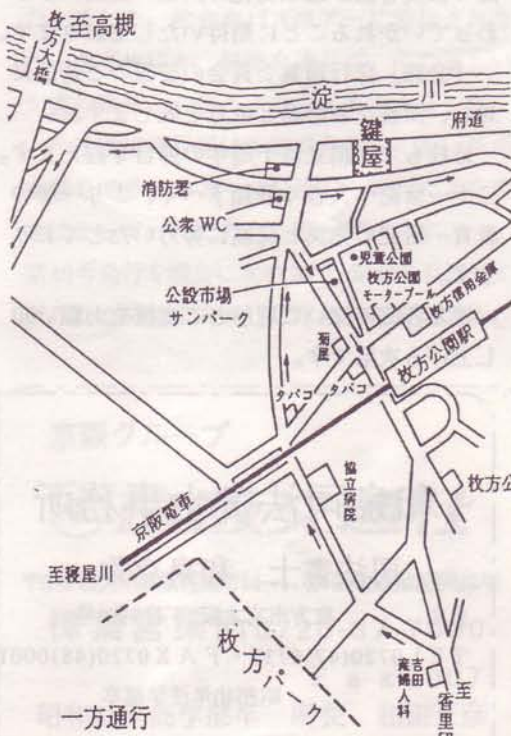 至高槻
枚方大橋
淀川
府道
鍵屋
消防署
公衆WC
児童公園
枚方公園
モータープール
枚方信用金庫
公設市場
サンパーク
菊屋
枚方公園駅
タバコ
タバコ
京阪電車
協立病院
枚方公
至寝屋川
枚方パーク
吉田
産婦人科
至
香里団
一方通行